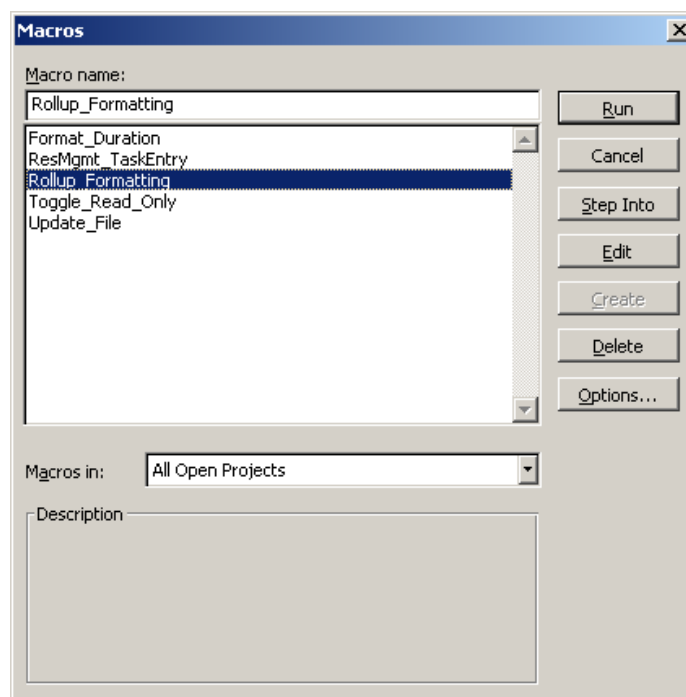 Macros
Macro name:
Rollup_Formatting
Format_Duration
ResMgmt_TaskEntry
Rollup_Formatting
Toggle_Read_Only
Update_File
Run
Cancel
Step Into
Edit
Create
Delete
Options...
Macros in:
All Open Projects
Description